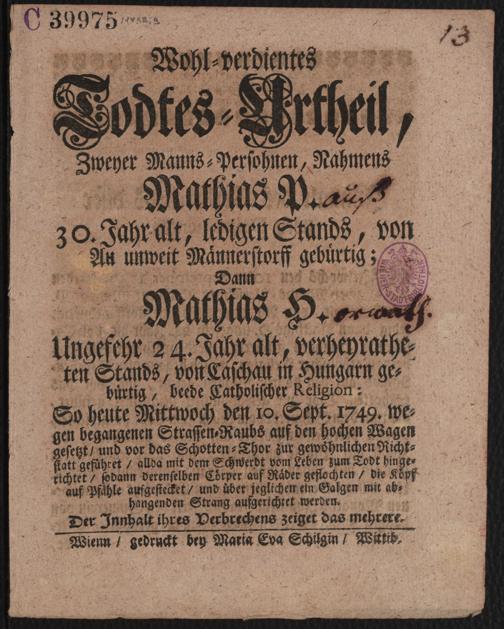 C 39975
13
Wohl-verdientes
Todtes-Urtheil,
Zweyer Manns-Persohnen, Nahmens
Mathias P. auß
30. Jahr alt, ledigen Stands, von
An unweit Männerstorff gebürtig;
Dann
Mathias H. orwath.
Ungefehr 24. Jahr alt, verheyrathe-
ten Stands, von Caschau in Hungarn ge-
bürtig, beede Catholischer Religion:
So heute Mittwoch den 10. Sept. 1749. we-
gen begangenen Strassen-Raubs auf den hochen Wagen
gesetzt/ und vor das Schotten-Thor zur gewöhnlichen Richt-
statt geführet/ allda mit dem Schwerdt vom Leben zum Todt hinge-
richtet/ sodann derenselben Cörper auf Räder geflochten/ die Köpf
auf Pfähle aufgestecket/ und über jeglichen ein Galgen mit ab-
hangenden Strang aufgerichtet werden.
Der Innhalt ihres Verbrechens zeiget das mehrere.
Wienn/ gedruckt bey Maria Eva Schilgin/ Wittib.